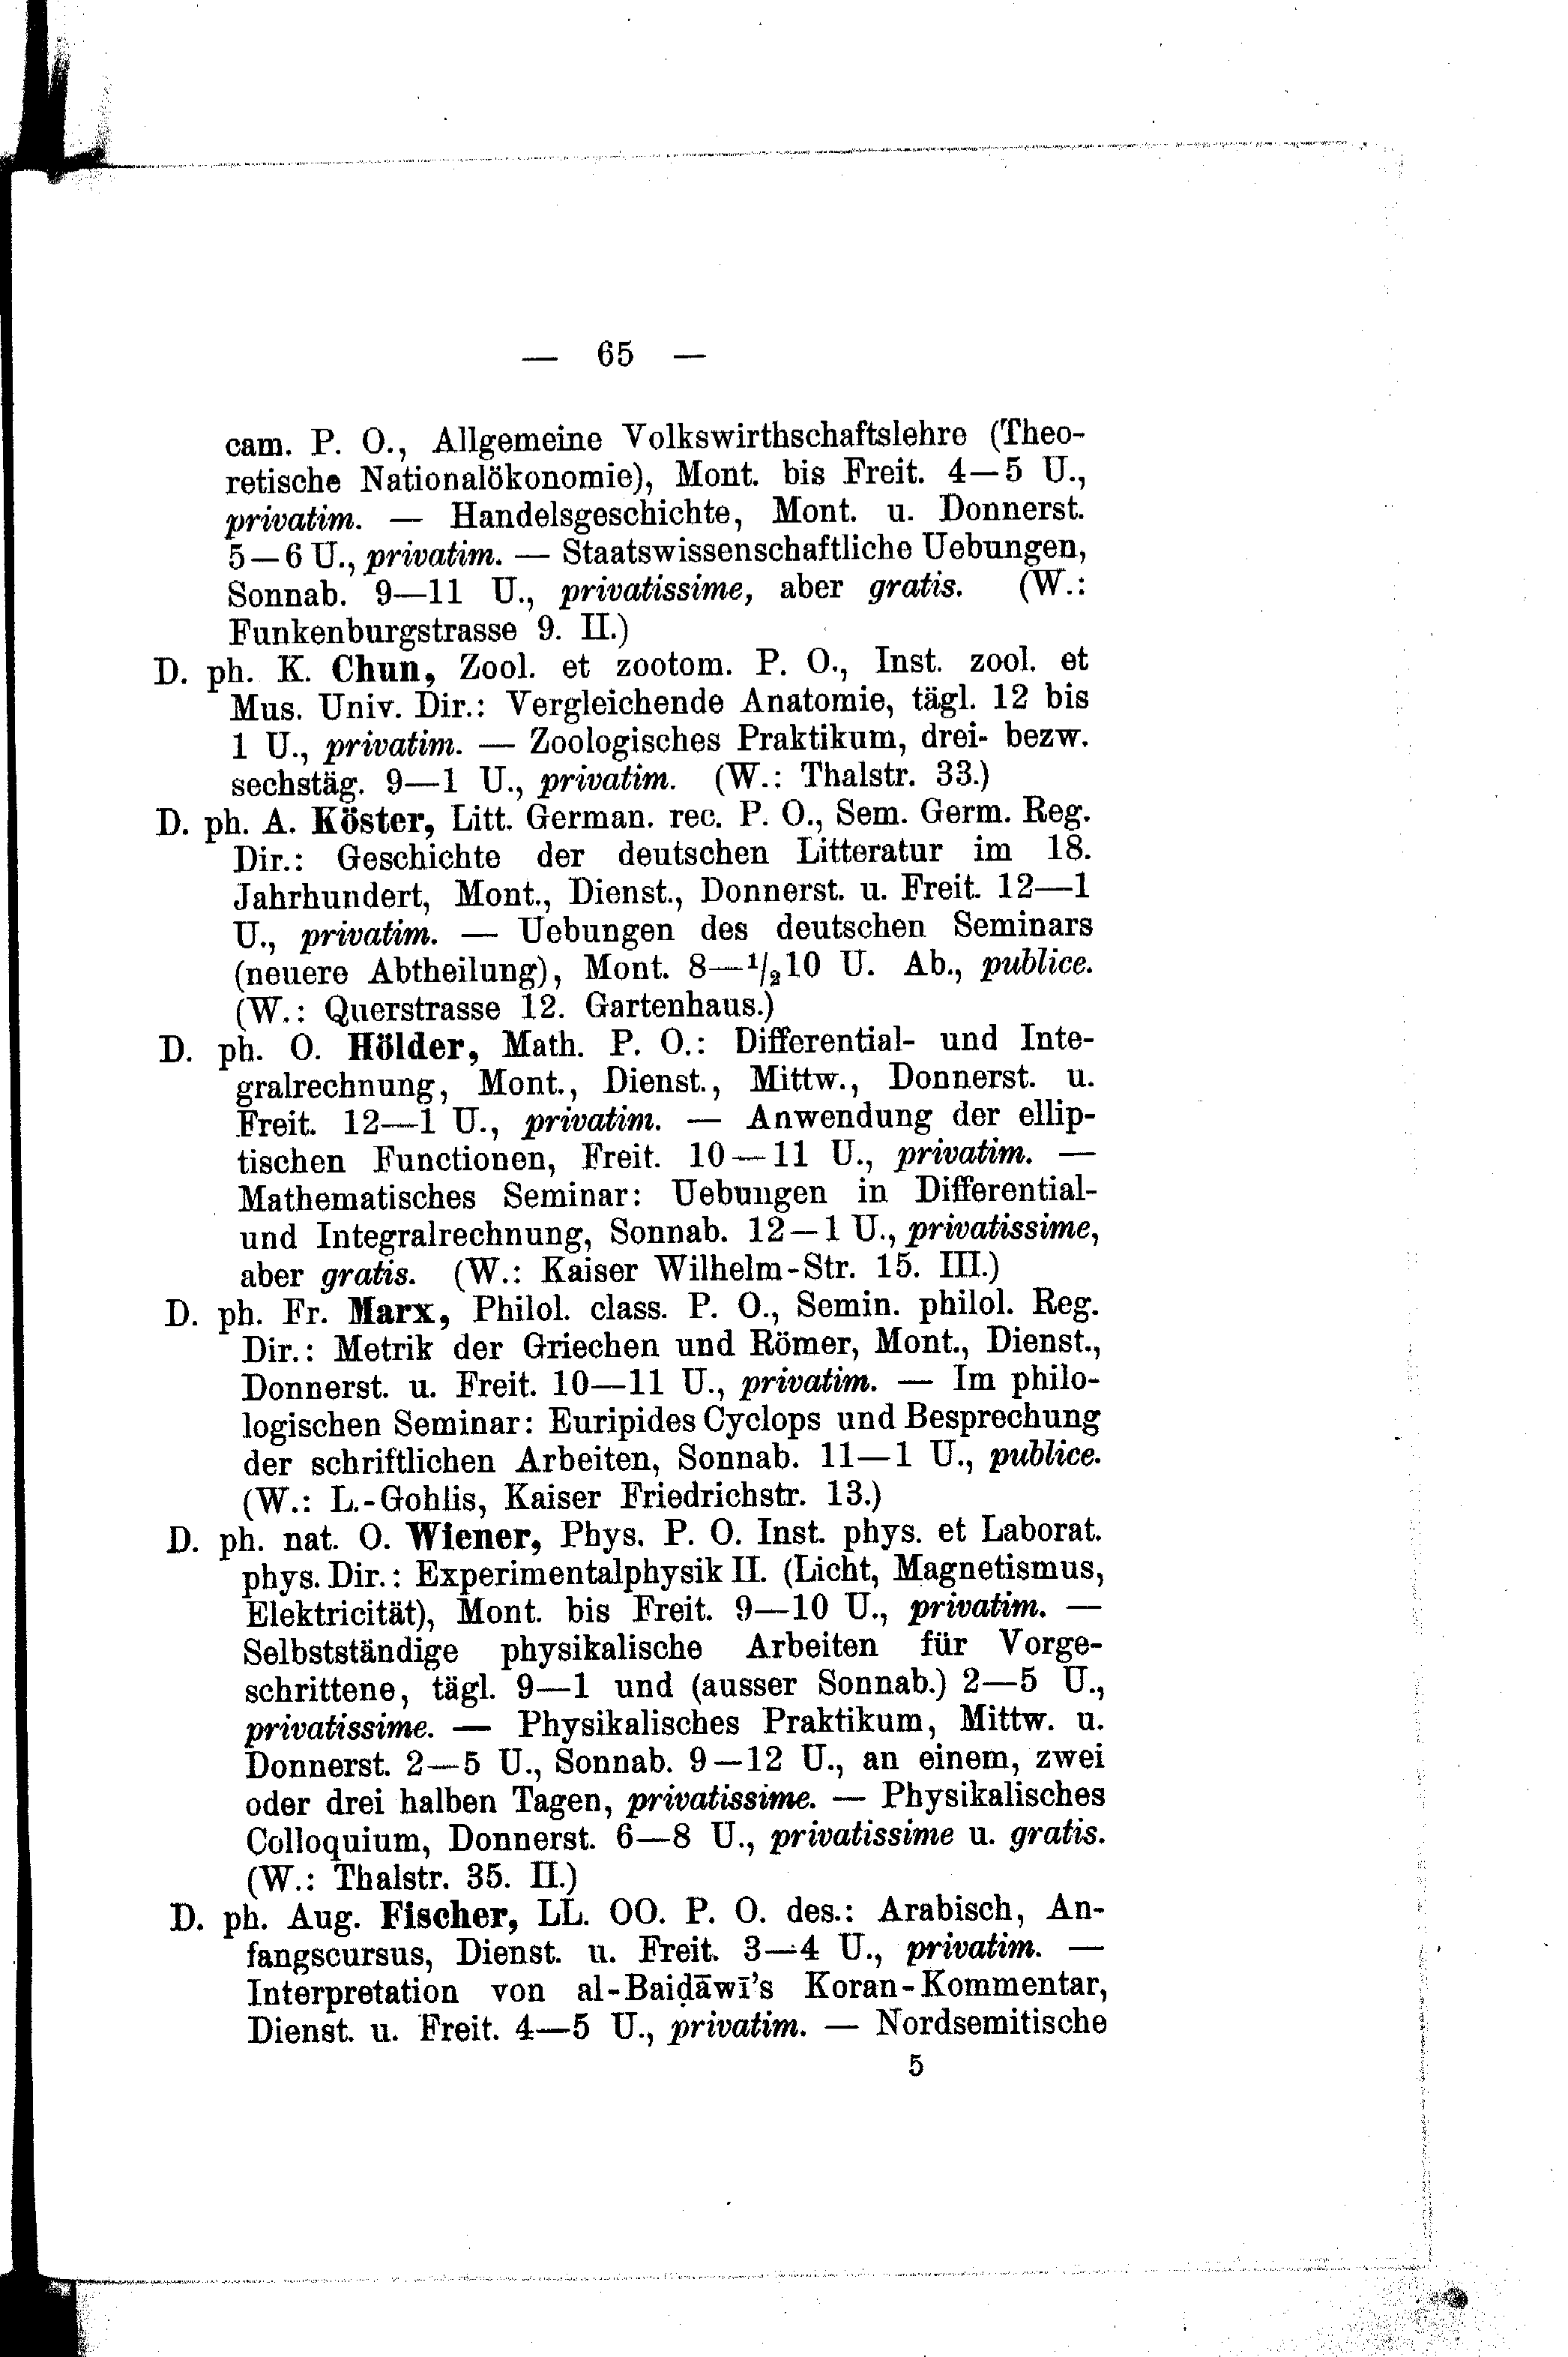 — 65 —
cam. P. O., Allgemeine Volkswirthschaftslehre (Theo-
retische Nationalökonomie), Mont. bis Freit. 4—5 U.,
privatim. — Handelsgeschichte, Mont. u. Donnerst.
5—6 U., privatim. — Staatswissenschaftliche Uebungen,
Sonnab. 9—11 U., privatissime, aber gratis. (W.:
Funkenburgstrasse 9. II.)
D. ph. K. Chun, Zool. et zootom. P. O., Inst. zool. et
Mus. Univ. Dir.: Vergleichende Anatomie, tägl. 12 bis
1 U., privatim. — Zoologisches Praktikum, drei- bezw.
sechstäg. 9—1 U., privatim. (W.: Thalstr. 33.)
D. ph. A. Köster, Litt. German. rec. P. O., Sem. Germ. Reg.
Dir.: Geschichte der deutschen Litteratur im 18.
Jahrhundert, Mont., Dienst., Donnerst. u. Freit. 12—1
U., privatim. — Uebungen des deutschen Seminars
(neuere Abtheilung), Mont. 8—1/210 U. Ab., publice.
(W.: Querstrasse 12. Gartenhaus.)
D. ph. O. Hölder, Math. P. O.: Differential- und Inte-
gralrechnung, Mont., Dienst., Mittw., Donnerst. u.
Freit. 12—1 U., privatim. — Anwendung der ellip-
tischen Functionen, Freit. 10—11 U., privatim. —
Mathematisches Seminar: Uebungen in Differential-
und Integralrechnung, Sonnab. 12—1 U., privatissime,
aber gratis. (W.: Kaiser Wilhelm-Str. 15. III.)
D. ph. Fr. Marx, Philol. class. P. O., Semin. philol. Reg.
Dir.: Metrik der Griechen und Römer, Mont., Dienst.,
Donnerst. u. Freit. 10—11 U., privatim. — Im philo-
logischen Seminar: Euripides Cyclops und Besprechung
der schriftlichen Arbeiten, Sonnab. 11—1 U., publice.
(W.: L.-Gohlis, Kaiser Friedrichstr. 13.)
D. ph. nat. O. Wiener, Phys. P. O. Inst. phys. et Laborat.
phys. Dir.: Experimentalphysik II. (Licht, Magnetismus,
Elektricität), Mont. bis Freit. 9—10 U., privatim. —
Selbstständige physikalische Arbeiten für Vorge-
schrittene, tägl. 9—1 und (ausser Sonnab.) 2—5 U.,
privatissime. — Physikalisches Praktikum, Mittw. u.
Donnerst. 2—5 U., Sonnab. 9—12 U., an einem, zwei
oder drei halben Tagen, privatissime. — Physikalisches
Colloquium, Donnerst. 6—8 U., privatissime u. gratis.
(W.: Thalstr. 35. II.)
D. ph. Aug. Fischer, LL. OO. P. O. des.: Arabisch, An-
fangscursus, Dienst. u. Freit. 3—4 U., privatim. —
Interpretation von al-Baiḍāwī's Koran-Kommentar,
Dienst. u. Freit. 4—5 U., privatim. — Nordsemitische
5